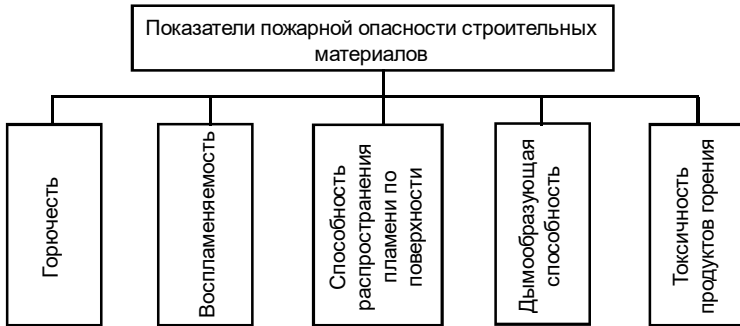 Показатели пожарной опасности строительных
материалов
Горючесть
Воспламеняемость
Способность
распространения
пламени по
поверхности
Дымообразующая
способность
Токсичность
продуктов горения